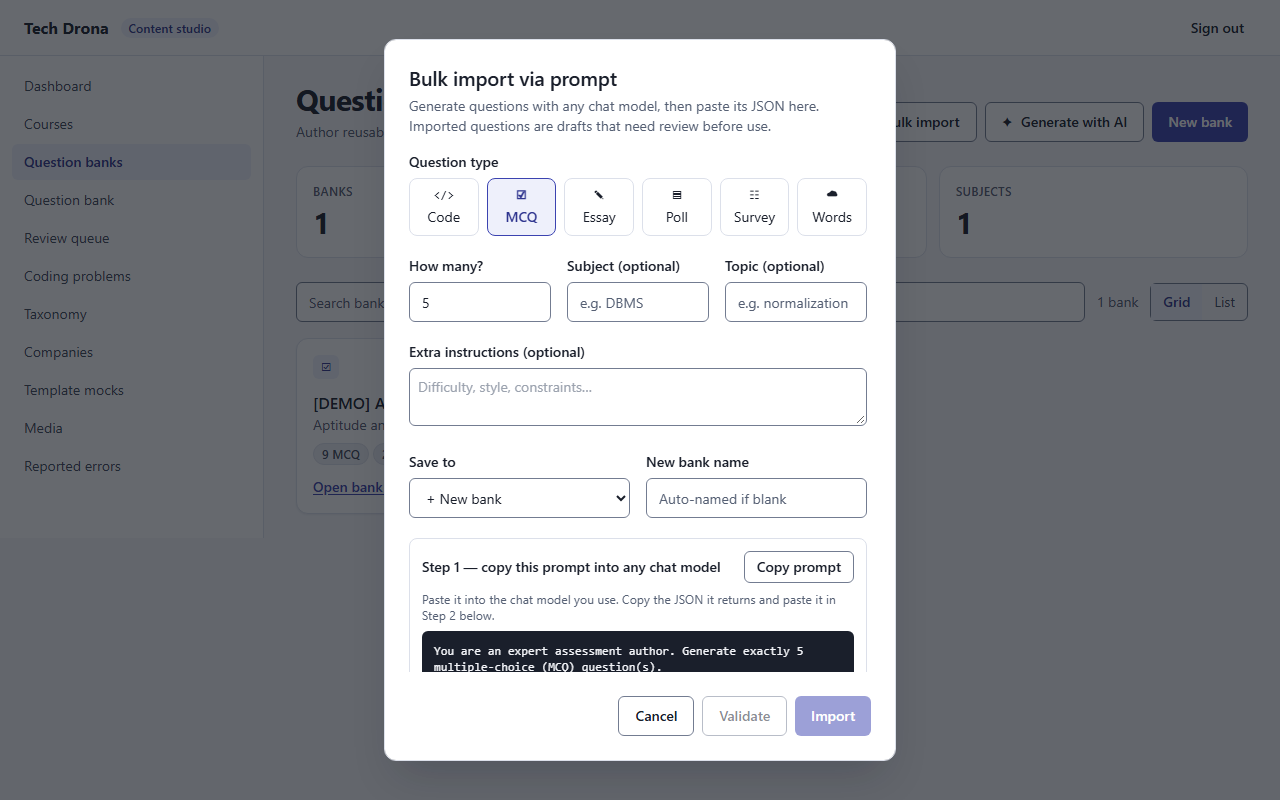 Tech Drona
Content studio
Sign out
Dashboard
Courses
Question banks
Question bank
Review queue
Coding problems
Taxonomy
Companies
Template mocks
Media
Reported errors
Questi
Author reusab
ulk import
✦ Generate with AI
New bank
BANKS
1
SUBJECTS
1
Search bank
1 bank
Grid
List
[DEMO] A
Aptitude an
9 MCQ
Open bank
Bulk import via prompt
Generate questions with any chat model, then paste its JSON here.
Imported questions are drafts that need review before use.
Question type
</>
Code
MCQ
Essay
Poll
Survey
Words
How many?
Subject (optional)
Topic (optional)
5
e.g. DBMS
e.g. normalization
Extra instructions (optional)
Difficulty, style, constraints...
Save to
New bank name
+ New bank
Auto-named if blank
Step 1 — copy this prompt into any chat model
Copy prompt
Paste it into the chat model you use. Copy the JSON it returns and paste it in
Step 2 below.
You are an expert assessment author. Generate exactly 5
multiple-choice (MCQ) question(s).
Cancel
Validate
Import